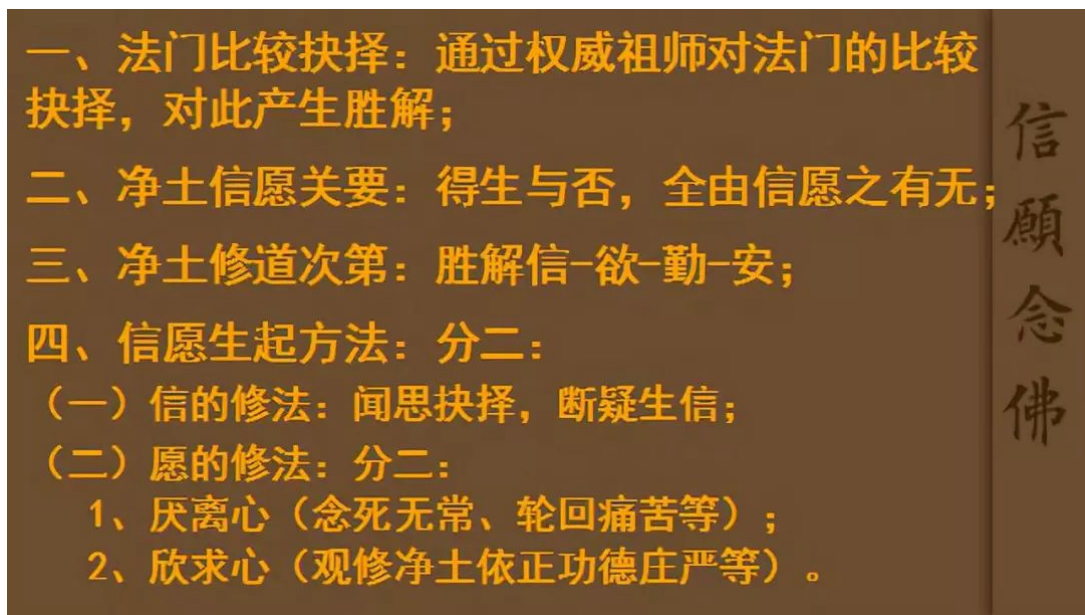 一、法门比较抉择：通过权威祖师对法门的比较
抉择，对此产生胜解；
二、净土信愿关要：得生与否，全由信愿之有无；
三、净土修道次第：胜解信-欲-勤-安；
四、信愿生起方法：分二：
（一）信的修法：闻思抉择，断疑生信；
（二）愿的修法：分二：
1、厌离心（念死无常、轮回痛苦等）；
2、欣求心（观修净土依正功德庄严等）。
信愿念佛